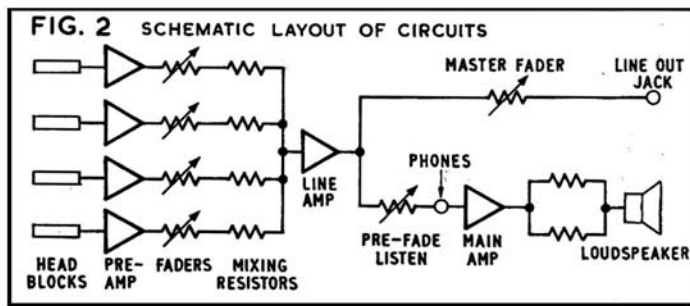 FIG. 2 SCHEMATIC LAYOUT OF CIRCUITS
MASTER FADER
LINE OUT
JACK
LINE
AMP
PHONES
PRE-FADE
LISTEN
MAIN
AMP
LOUDSPEAKER
HEAD
BLOCKS
PRE-
AMP
FADERS
MIXING
RESISTORS